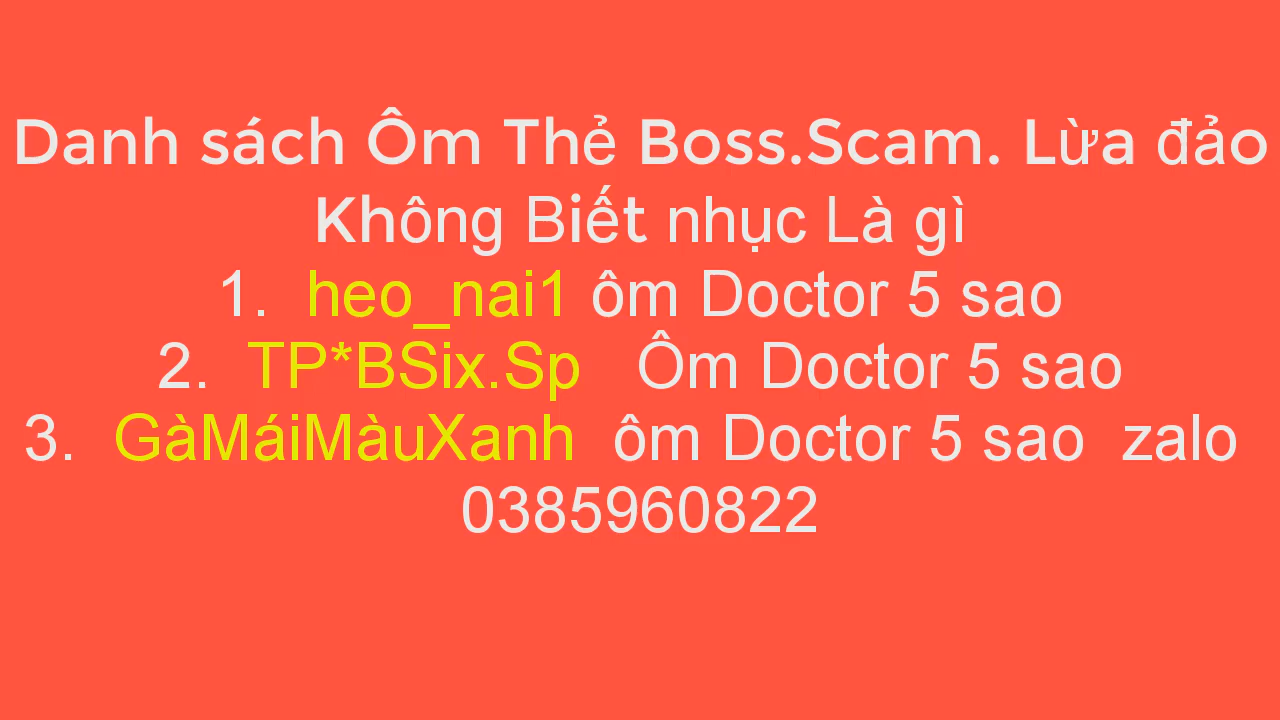 Danh sách Ôm Thẻ Boss.Scam. Lừa đảo
Không Biết nhục Là gì
1. heo_nai1 ôm Doctor 5 sao
2. TP*BSix.Sp Ôm Doctor 5 sao
3. GàMáiMàuXanh ôm Doctor 5 sao zalo
0385960822